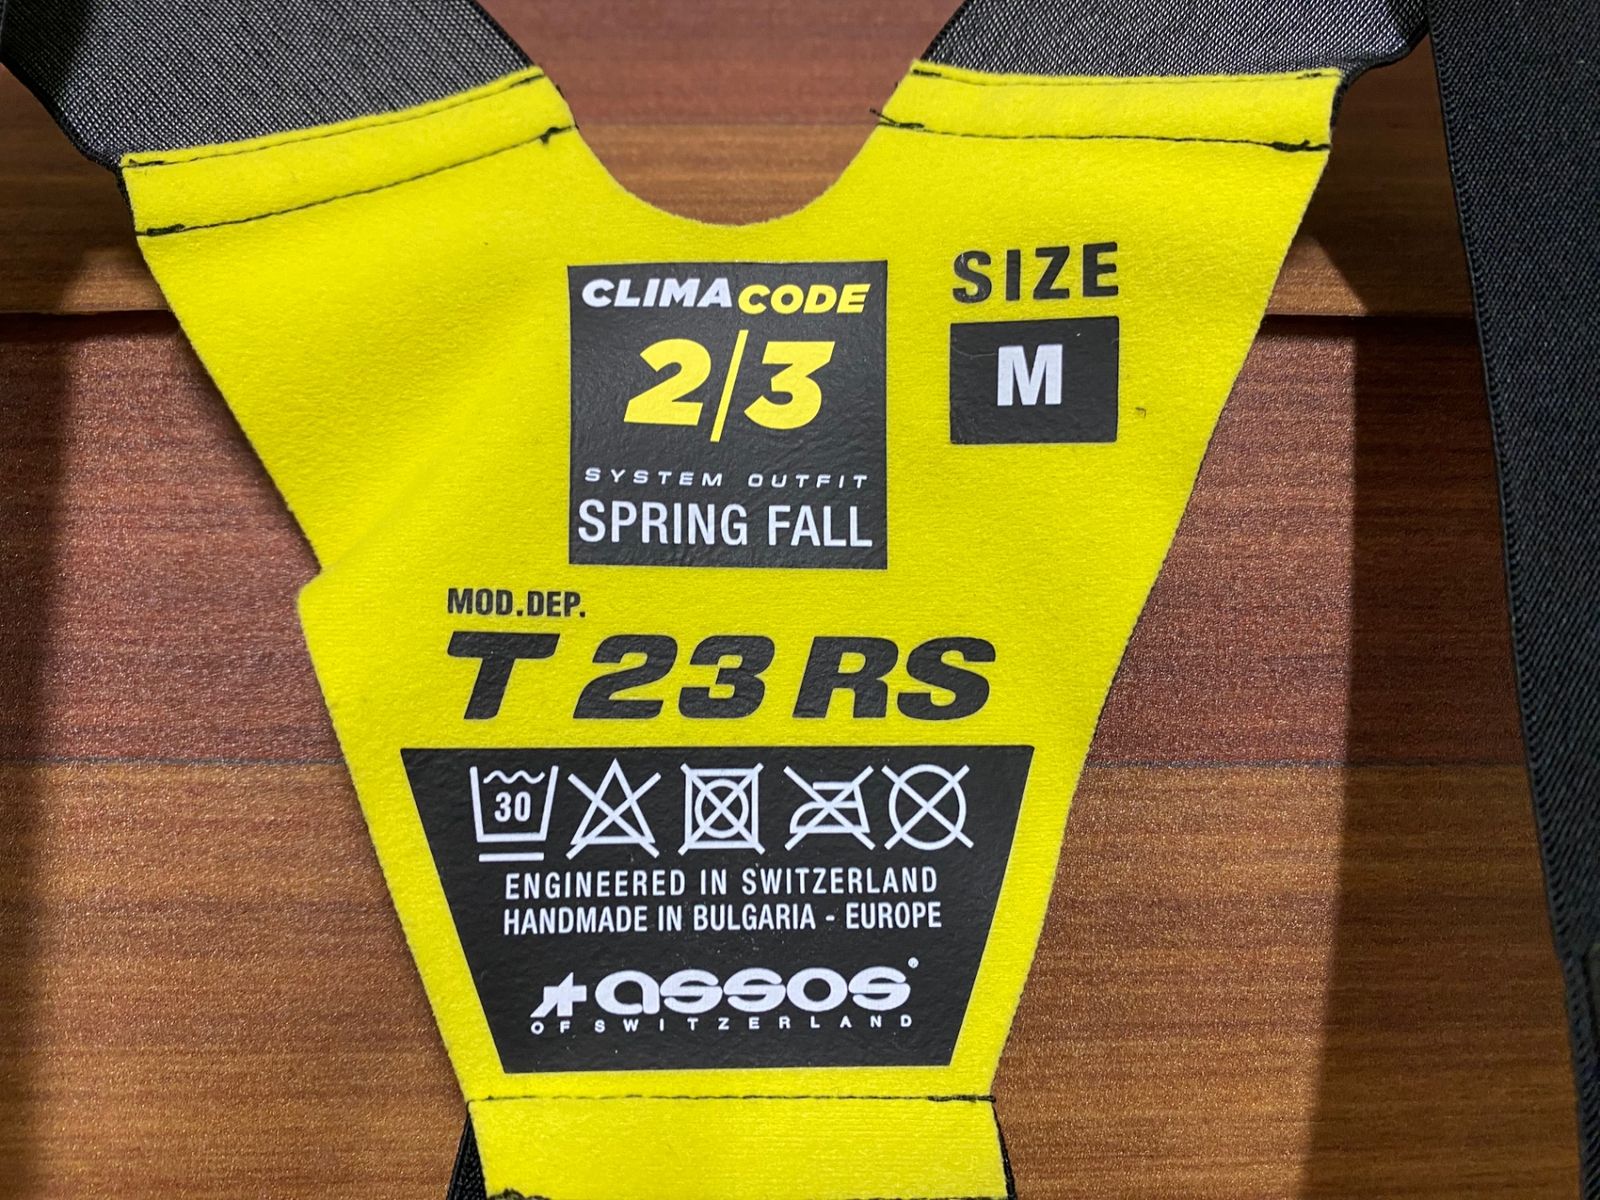 CLIMACODE
2/3
SYSTEM OUTFIT
SPRING FALL
SIZE
M
MOD.DEP.
T 23 RS
30
ENGINEERED IN SWITZERLAND
HANDMADE IN BULGARIA - EUROPE
assos®
OF SWITZERLAND